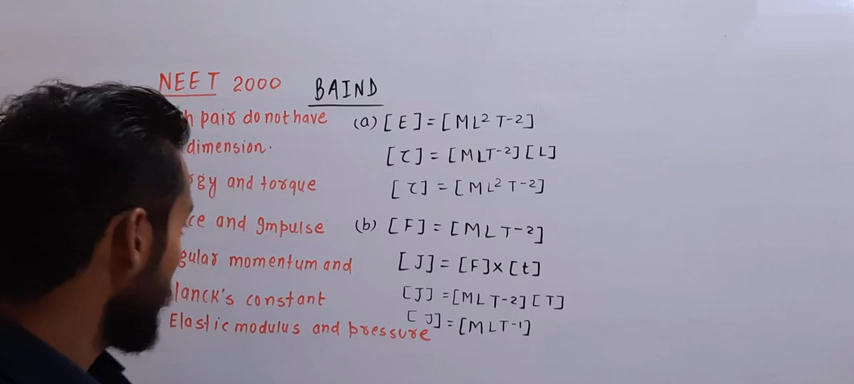 NEET 2000 BAIND
pair do not have
dimension.
and torque
and Impulse
momentum and
constant
Elastic modulus and pressure
(a) [E] = [ML² T-2]
[τ] = [MLT-2][L]
[τ] = [ML² T-2]
(b) [F] = [MLT-2]
[J] = [F] x [t]
[J] = [MLT-2][T]
[J] = [MLT-1]